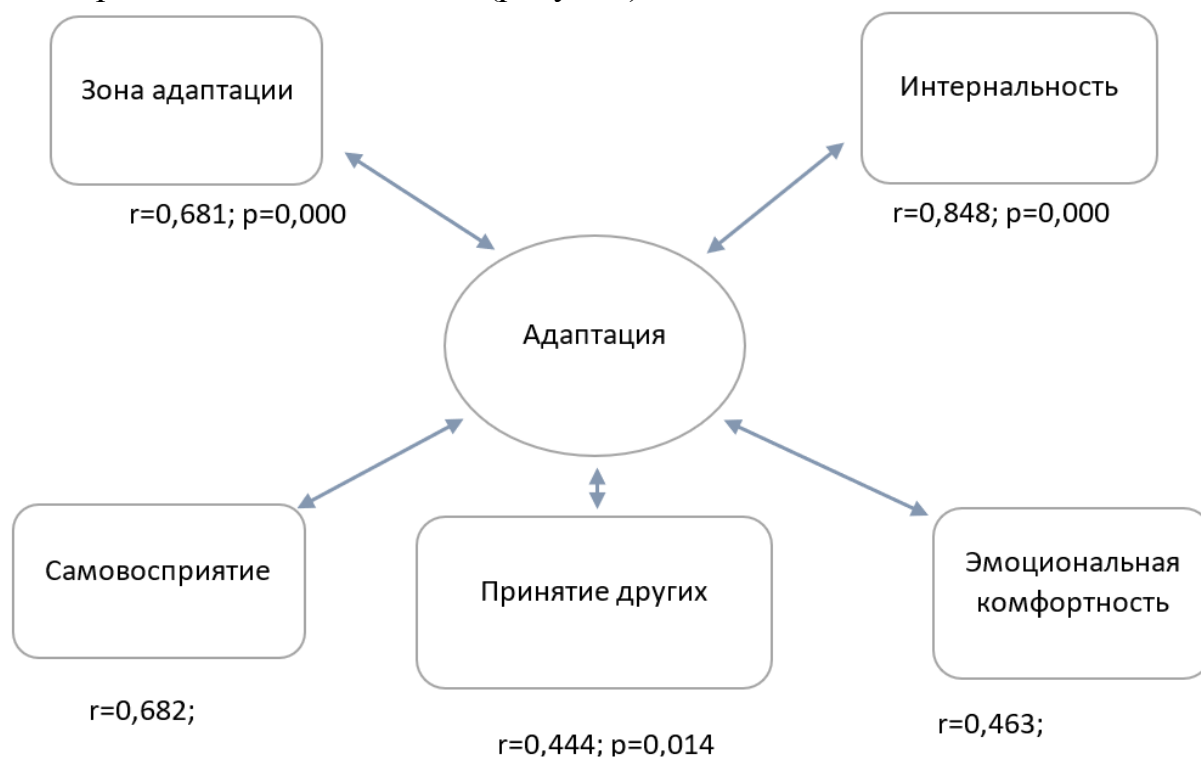 Зона адаптации
Интернальность
r=0,681; p=0,000
r=0,848; p=0,000
Адаптация
Самовосприятие
Принятие других
Эмоциональная
комфортность
r=0,682;
r=0,444; p=0,014
r=0,463;